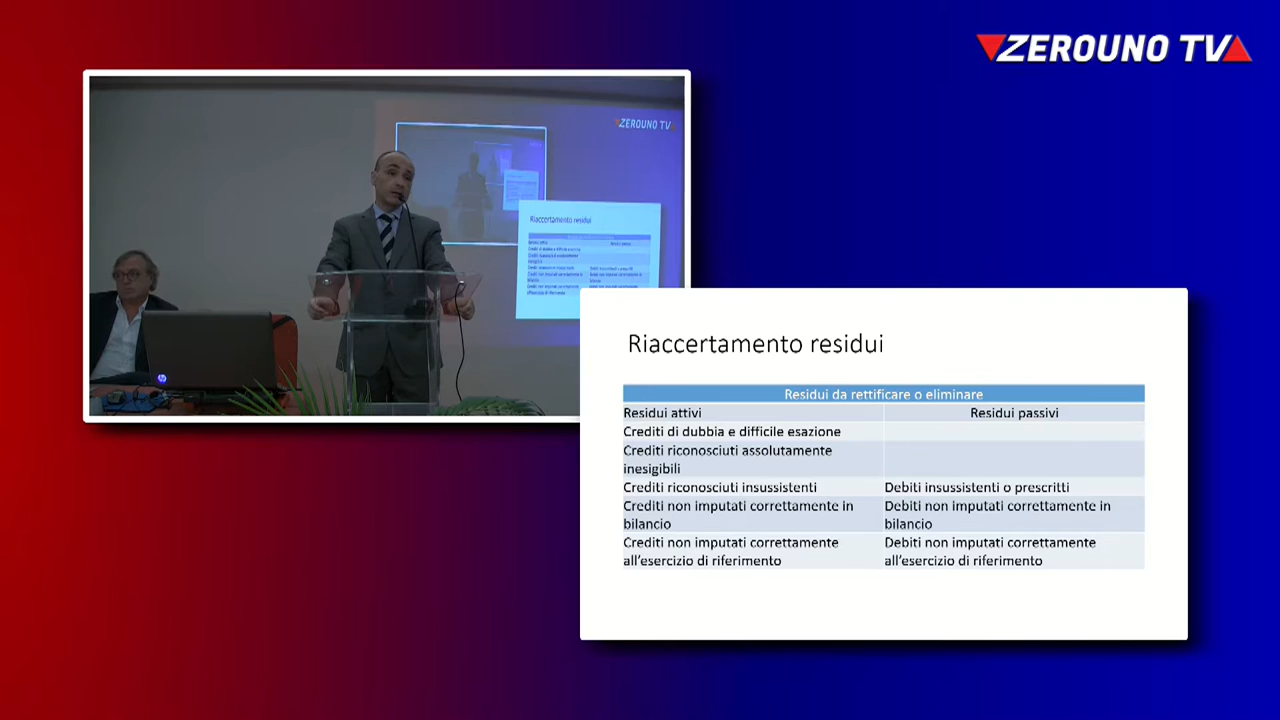 ZEROUNO TV
ZEROUNO TV
Riaccertamento residui
Riaccertamento residui
Residui da rettificare o eliminare
Residui attivi Residui passivi
Crediti di dubbia e difficile esazione
Crediti riconosciuti assolutamente
inesigibili
Crediti riconosciuti insussistenti Debiti insussistenti o prescritti
Crediti non imputati correttamente in Debiti non imputati correttamente in
bilancio bilancio
Crediti non imputati correttamente Debiti non imputati correttamente
all'esercizio di riferimento all'esercizio di riferimento